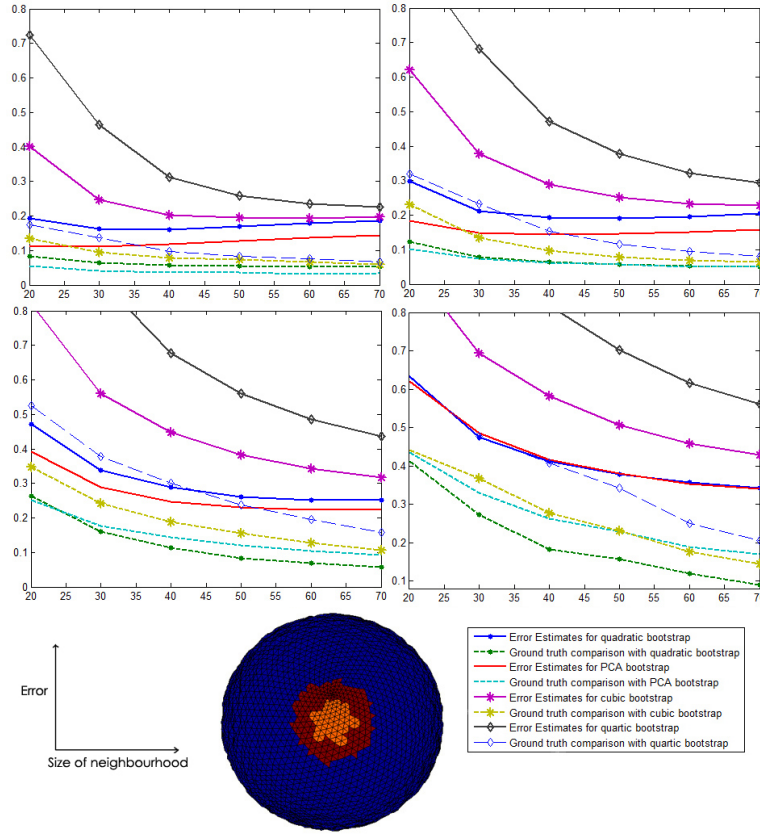 0.8
0.7
0.6
0.5
0.4
0.3
0.2
0.1
0
20 25 30 35 40 45 50 55 60 65 70
0.8
0.7
0.6
0.5
0.4
0.3
0.2
0.1
0
20 25 30 35 40 45 50 55 60 65 70
0.8
0.7
0.6
0.5
0.4
0.3
0.2
0.1
0
20 25 30 35 40 45 50 55 60 65 70
0.8
0.7
0.6
0.5
0.4
0.3
0.2
0.1
20 25 30 35 40 45 50 55 60 65 70
Error
Size of neighbourhood
Error Estimates for quadratic bootstrap
Ground truth comparison with quadratic bootstrap
Error Estimates for PCA bootstrap
Ground truth comparison with PCA bootstrap
Error Estimates for cubic bootstrap
Ground truth comparison with cubic bootstrap
Error Estimates for quartic bootstrap
Ground truth comparison with quartic bootstrap